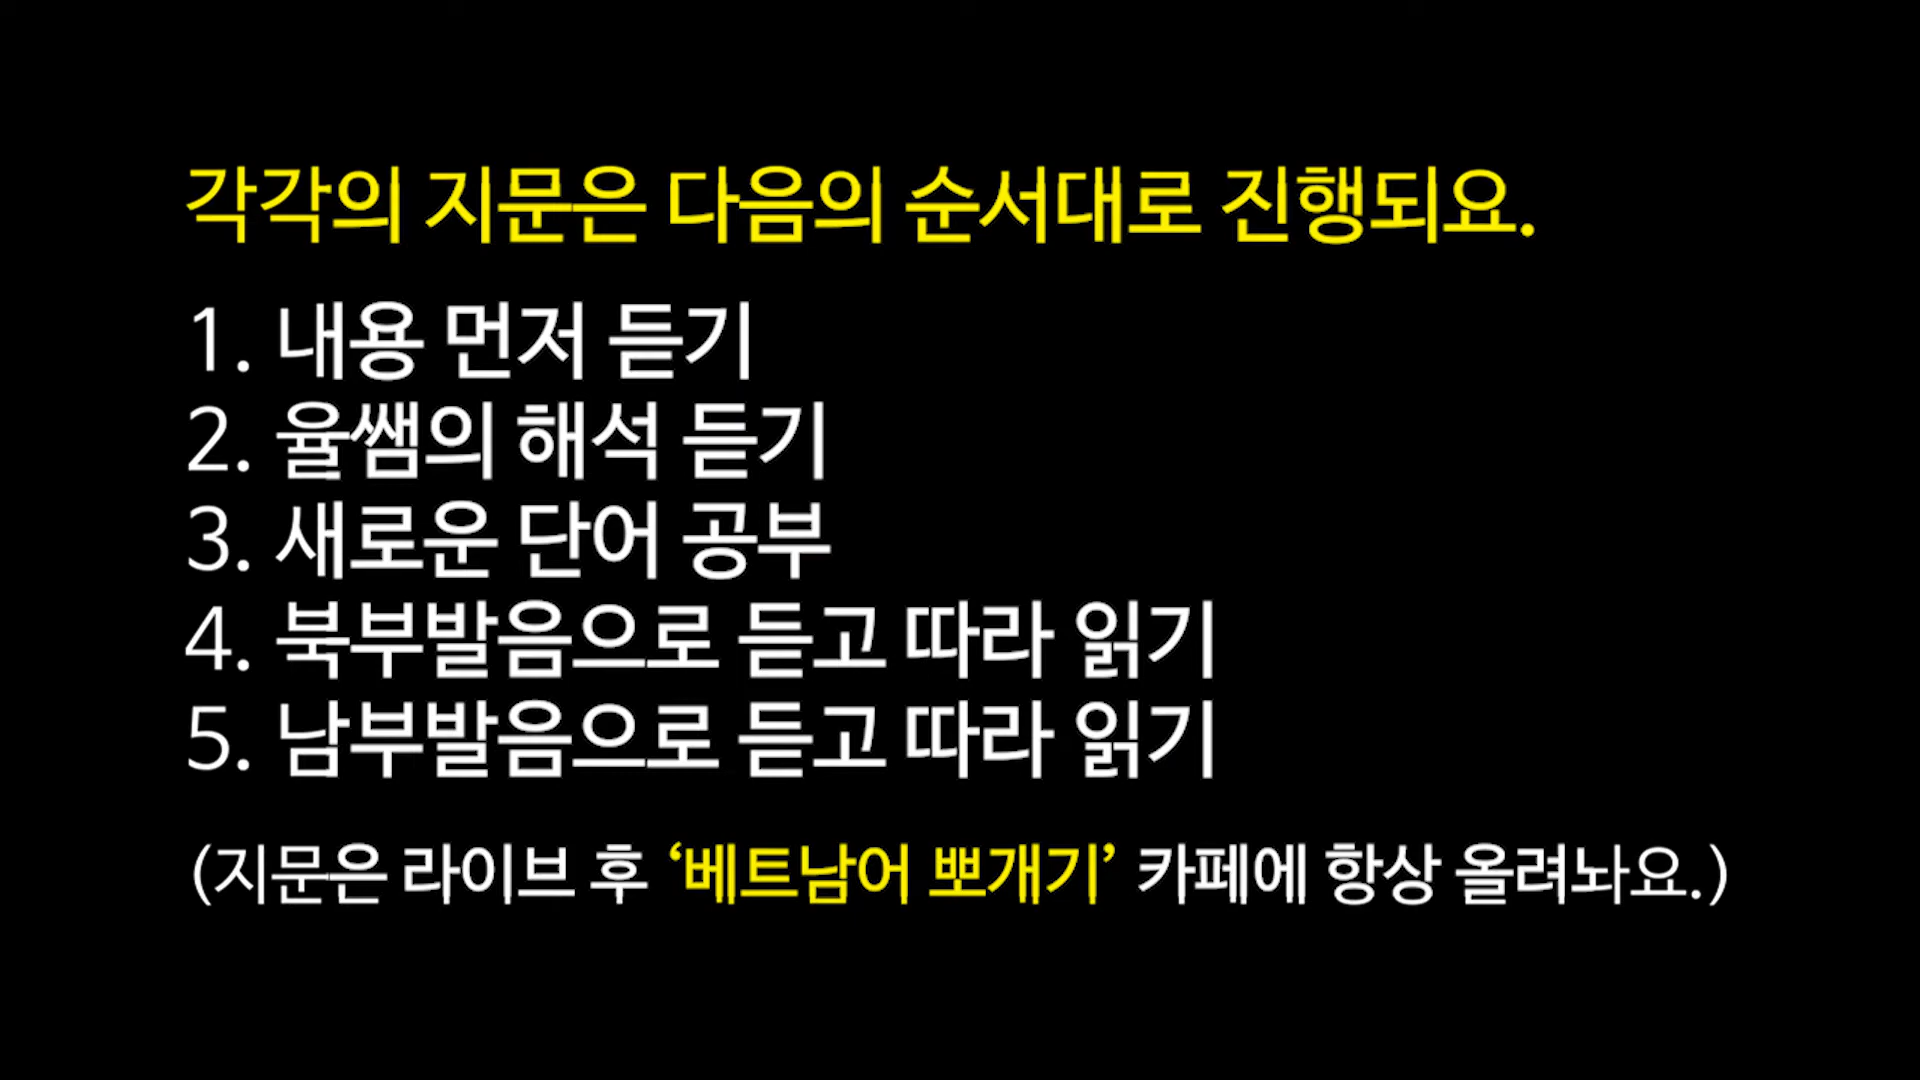 각각의 지문은 다음의 순서대로 진행되요.
1. 내용 먼저 듣기
2. 율쌤의 해석 듣기
3. 새로운 단어 공부
4. 북부발음으로 듣고 따라 읽기
5. 남부발음으로 듣고 따라 읽기
(지문은 라이브 후 ‘베트남어 뽀개기’ 카페에 항상 올려놔요.)